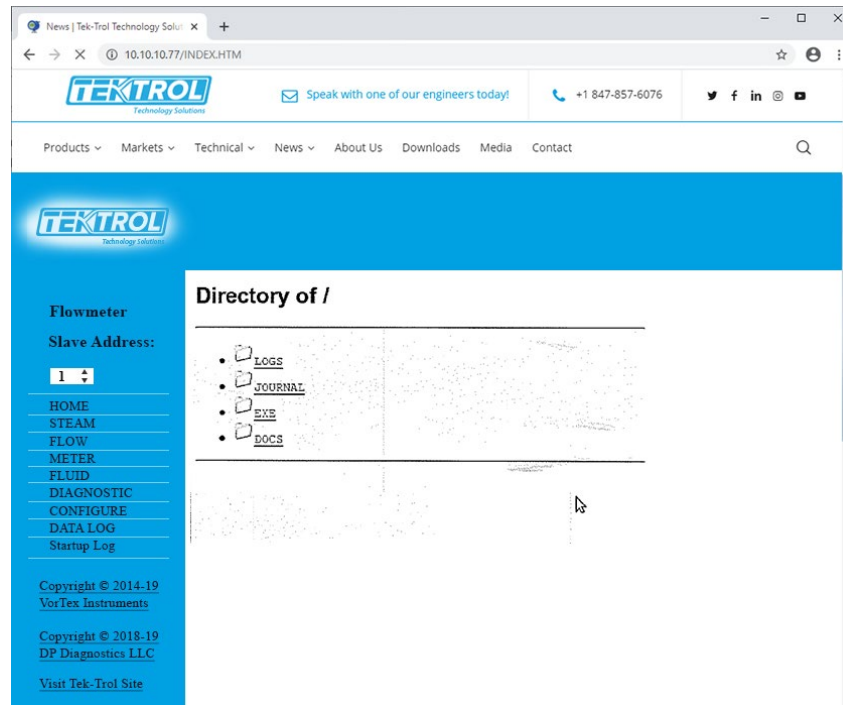 News | Tek-Trol Technology Solu
10.10.10.77/INDEX.HTM
TEKTROL
Technology Solutions
Speak with one of our engineers today!
+1 847-857-6076
Products
Markets
Technical
News
About Us
Downloads
Media
Contact
TEKTROL
Technology Solutions
Flowmeter
Slave Address:
1
HOME
STEAM
FLOW
METER
FLUID
DIAGNOSTIC
CONFIGURE
DATA LOG
Startup Log
Copyright © 2014-19
VorTex Instruments
Copyright © 2018-19
DP Diagnostics LLC
Visit Tek-Trol Site
Directory of /
LOGS
JOURNAL
EXE
DOCS